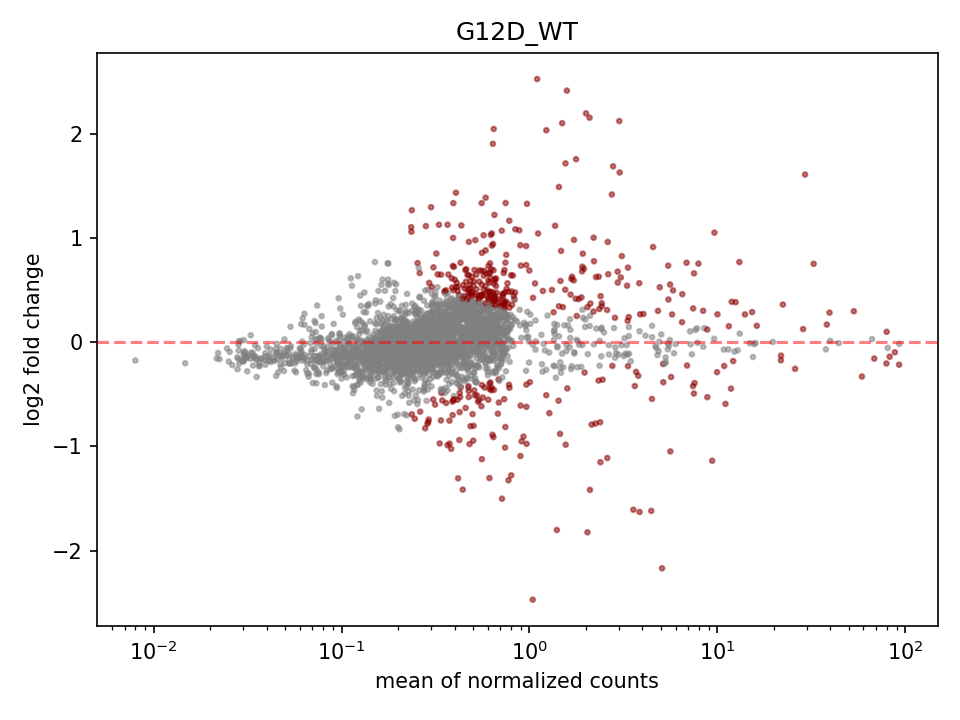 G12D_WT
log2 fold change
2
1
0
−1
−2
10⁻² 10⁻¹ 10⁰ 10¹ 10²
mean of normalized counts